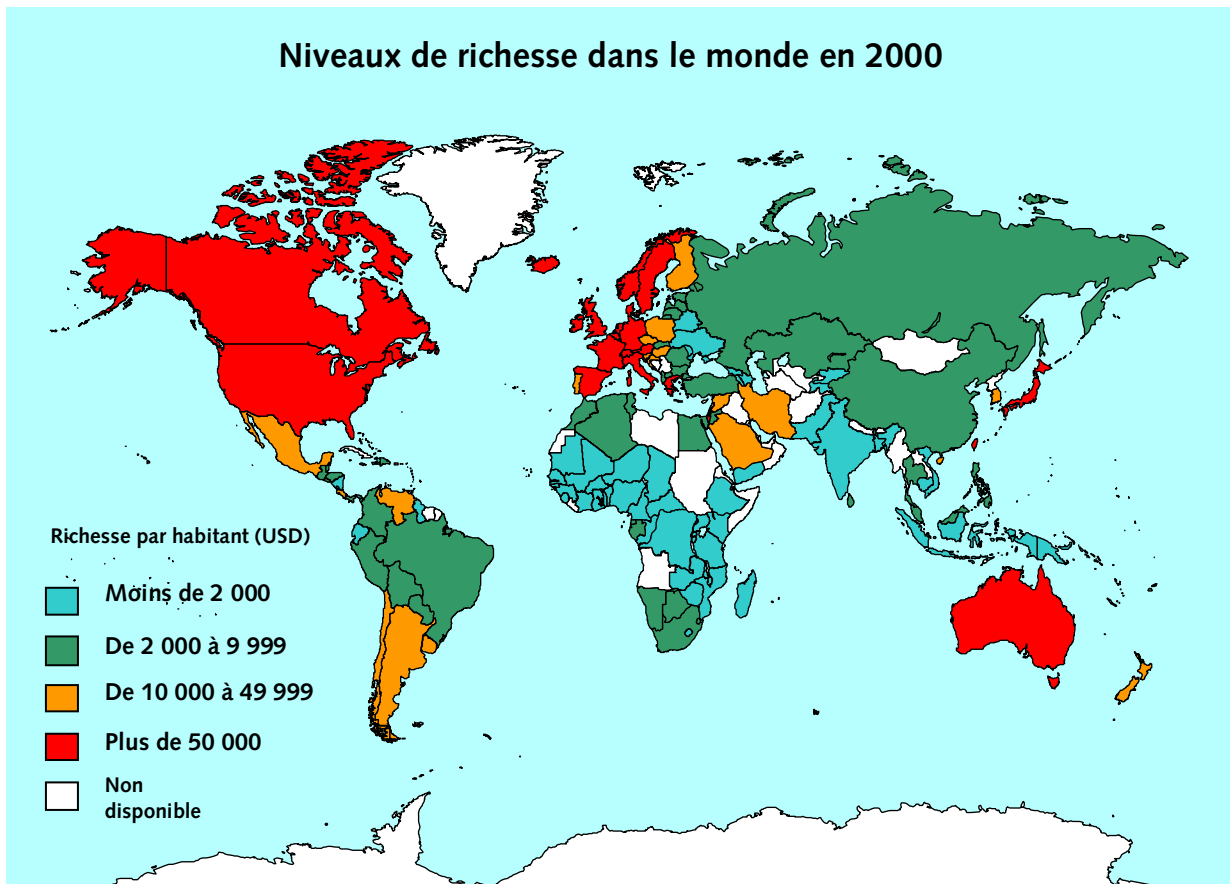 Niveaux de richesse dans le monde en 2000
Richesse par habitant (USD)
Moins de 2 000
De 2 000 à 9 999
De 10 000 à 49 999
Plus de 50 000
Non
disponible